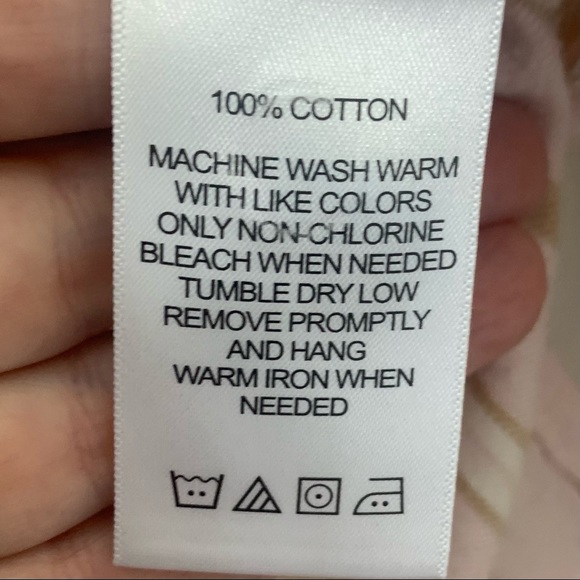 100% COTTON
MACHINE WASH WARM
WITH LIKE COLORS
ONLY NON-CHLORINE
BLEACH WHEN NEEDED
TUMBLE DRY LOW
REMOVE PROMPTLY
AND HANG
WARM IRON WHEN
NEEDED